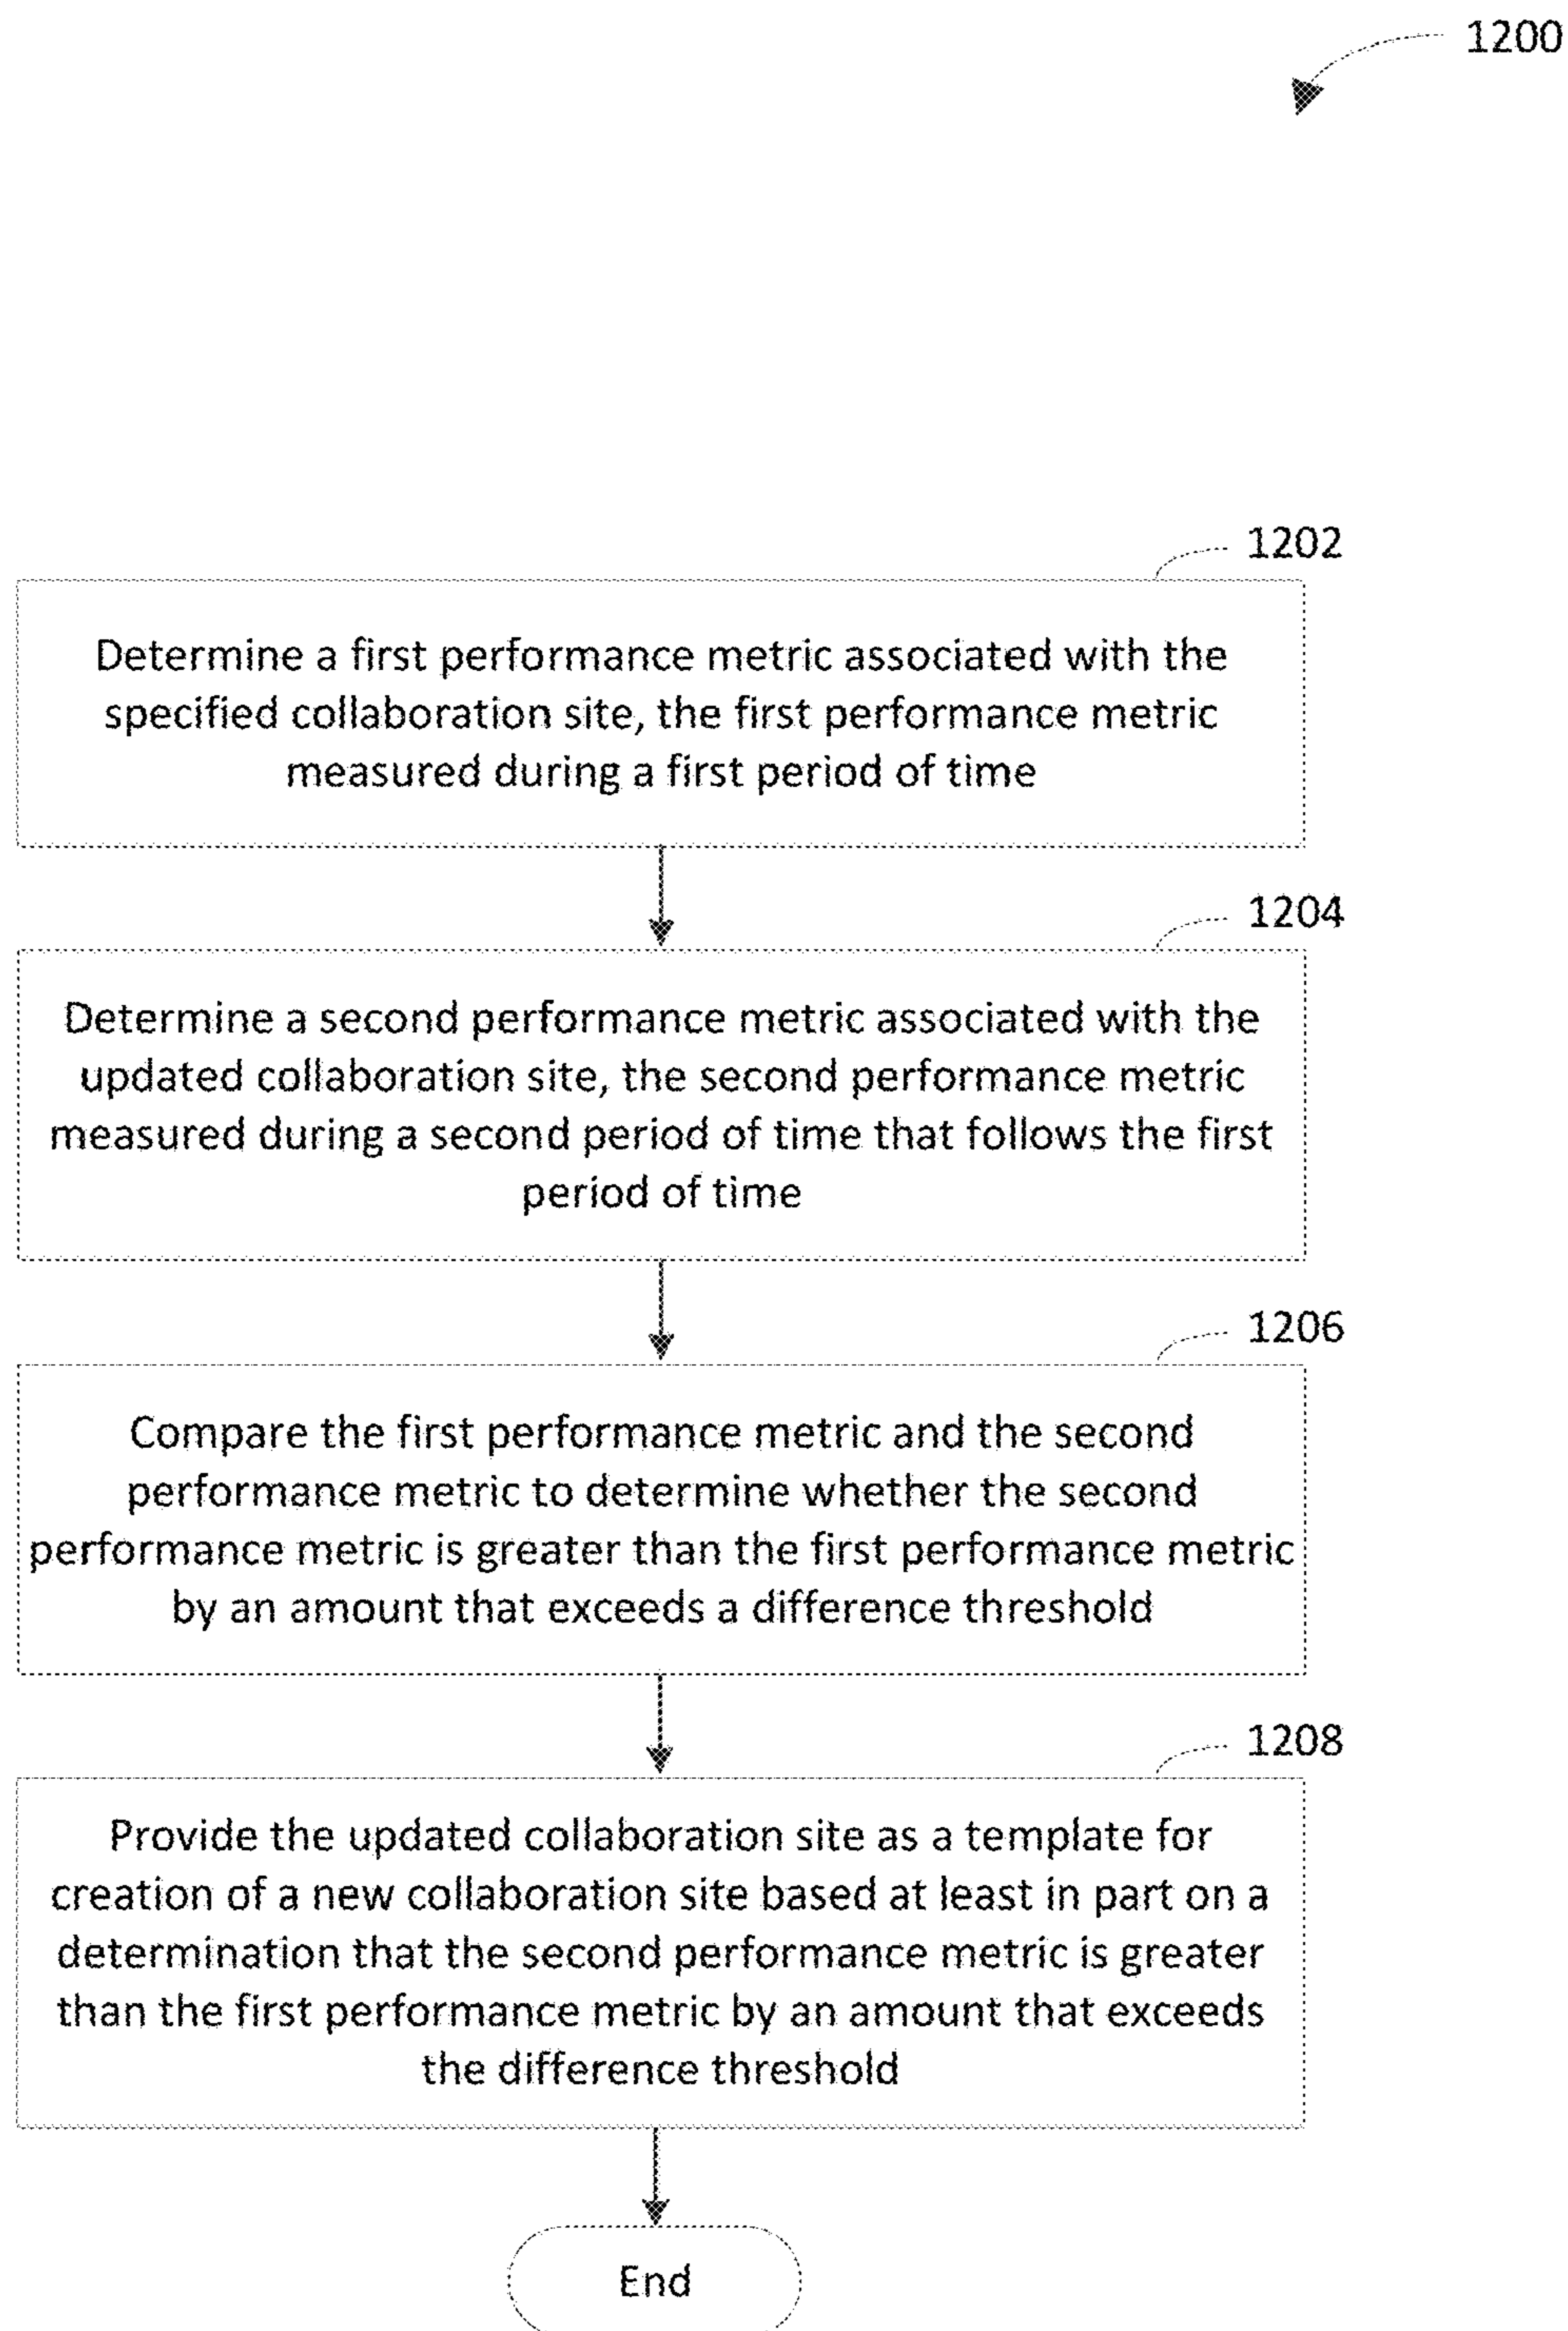 1200
1202
Determine a first performance metric associated with the
specified collaboration site, the first performance metric
measured during a first period of time
1204
Determine a second performance metric associated with the
updated collaboration site, the second performance metric
measured during a second period of time that follows the first
period of time
1206
Compare the first performance metric and the second
performance metric to determine whether the second
performance metric is greater than the first performance metric
by an amount that exceeds a difference threshold
1208
Provide the updated collaboration site as a template for
creation of a new collaboration site based at least in part on a
determination that the second performance metric is greater
than the first performance metric by an amount that exceeds
the difference threshold
End